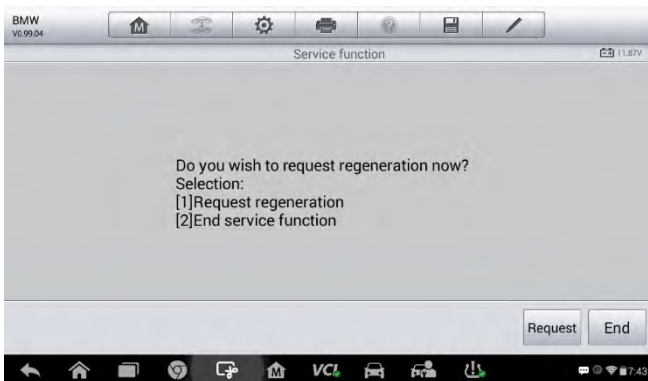 BMW
V0.99.04
M
Service function
11.87V
Do you wish to request regeneration now?
Selection:
[1]Request regeneration
[2]End service function
Request
End
M
VCI
7:43